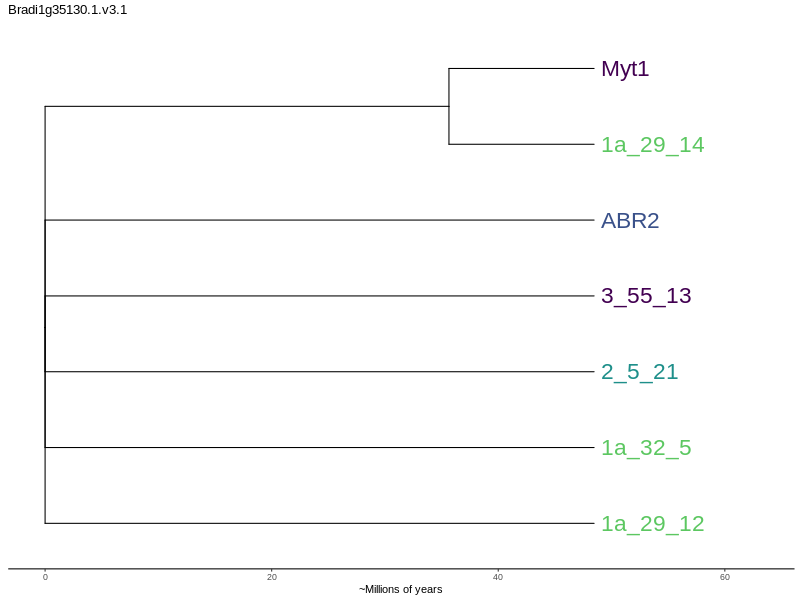 Bradi1g35130.1.v3.1
Myt1
1a_29_14
ABR2
3_55_13
2_5_21
1a_32_5
1a_29_12
0 20 40 60
~Millions of years